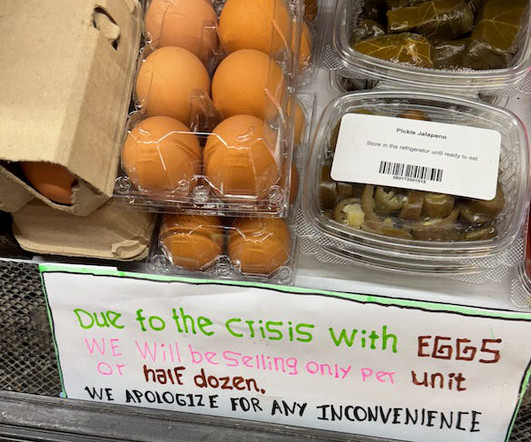 Pickle Jalapeno
Store in the refrigerator until ready to eat.
Due to the crisis with EGGS
WE Will be selling only Per unit
or half dozen.
WE APOLOGIZE FOR ANY INCONVENIENCE